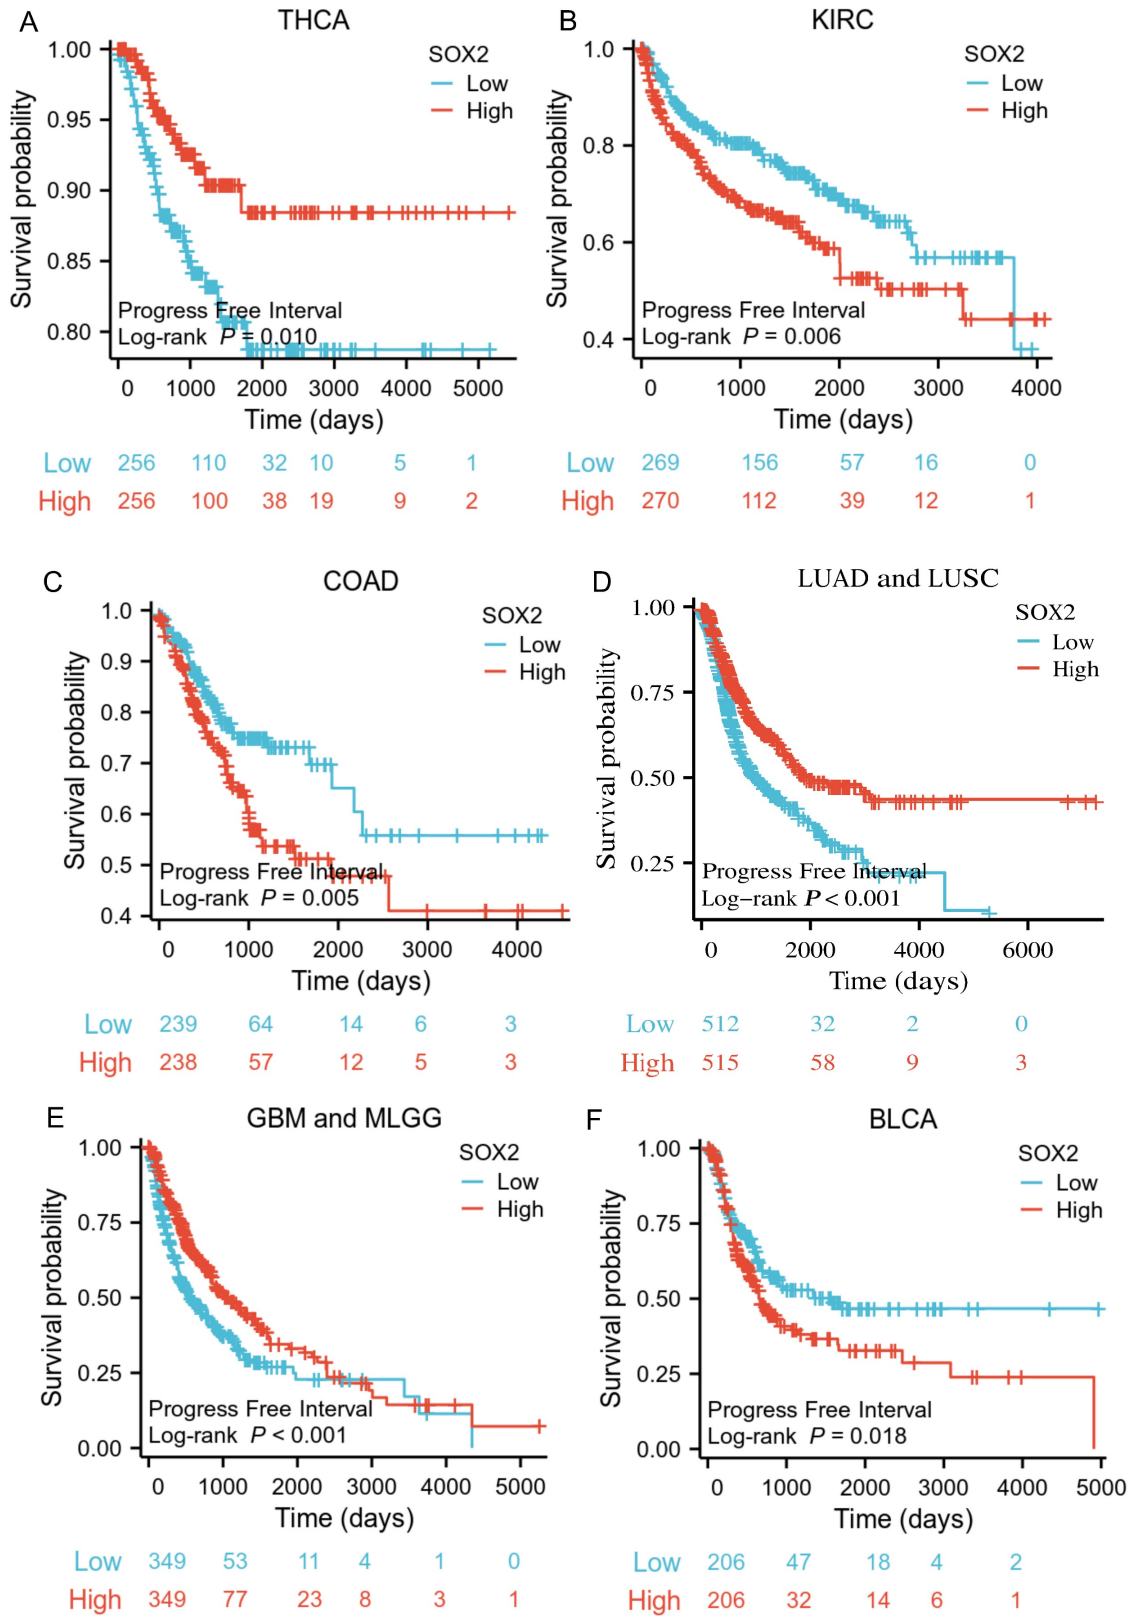 A
THCA
SOX2
Low
High
1.00
0.95
0.90
0.85
0.80
Survival probability
Progress Free Interval
Log-rank P = 0.010
0 1000 2000 3000 4000 5000
Time (days)
Low 256 110 32 10 5 1
High 256 100 38 19 9 2
B
KIRC
SOX2
Low
High
1.0
0.8
0.6
0.4
Survival probability
Progress Free Interval
Log-rank P = 0.006
0 1000 2000 3000 4000
Time (days)
Low 269 156 57 16 0
High 270 112 39 12 1
C
COAD
SOX2
Low
High
1.0
0.9
0.8
0.7
0.6
0.5
0.4
Survival probability
Progress Free Interval
Log-rank P = 0.005
0 1000 2000 3000 4000
Time (days)
Low 239 64 14 6 3
High 238 57 12 5 3
D
LUAD and LUSC
SOX2
Low
High
1.00
0.75
0.50
0.25
Survival probability
Progress Free Interval
Log−rank P < 0.001
0 2000 4000 6000
Time (days)
Low 512 32 2 0
High 515 58 9 3
E
GBM and MLGG
SOX2
Low
High
1.00
0.75
0.50
0.25
0.00
Survival probability
Progress Free Interval
Log-rank P < 0.001
0 1000 2000 3000 4000 5000
Time (days)
Low 349 53 11 4 1 0
High 349 77 23 8 3 1
F
BLCA
SOX2
Low
High
1.00
0.75
0.50
0.25
0.00
Survival probability
Progress Free Interval
Log-rank P = 0.018
0 1000 2000 3000 4000 5000
Time (days)
Low 206 47 18 4 2
High 206 32 14 6 1